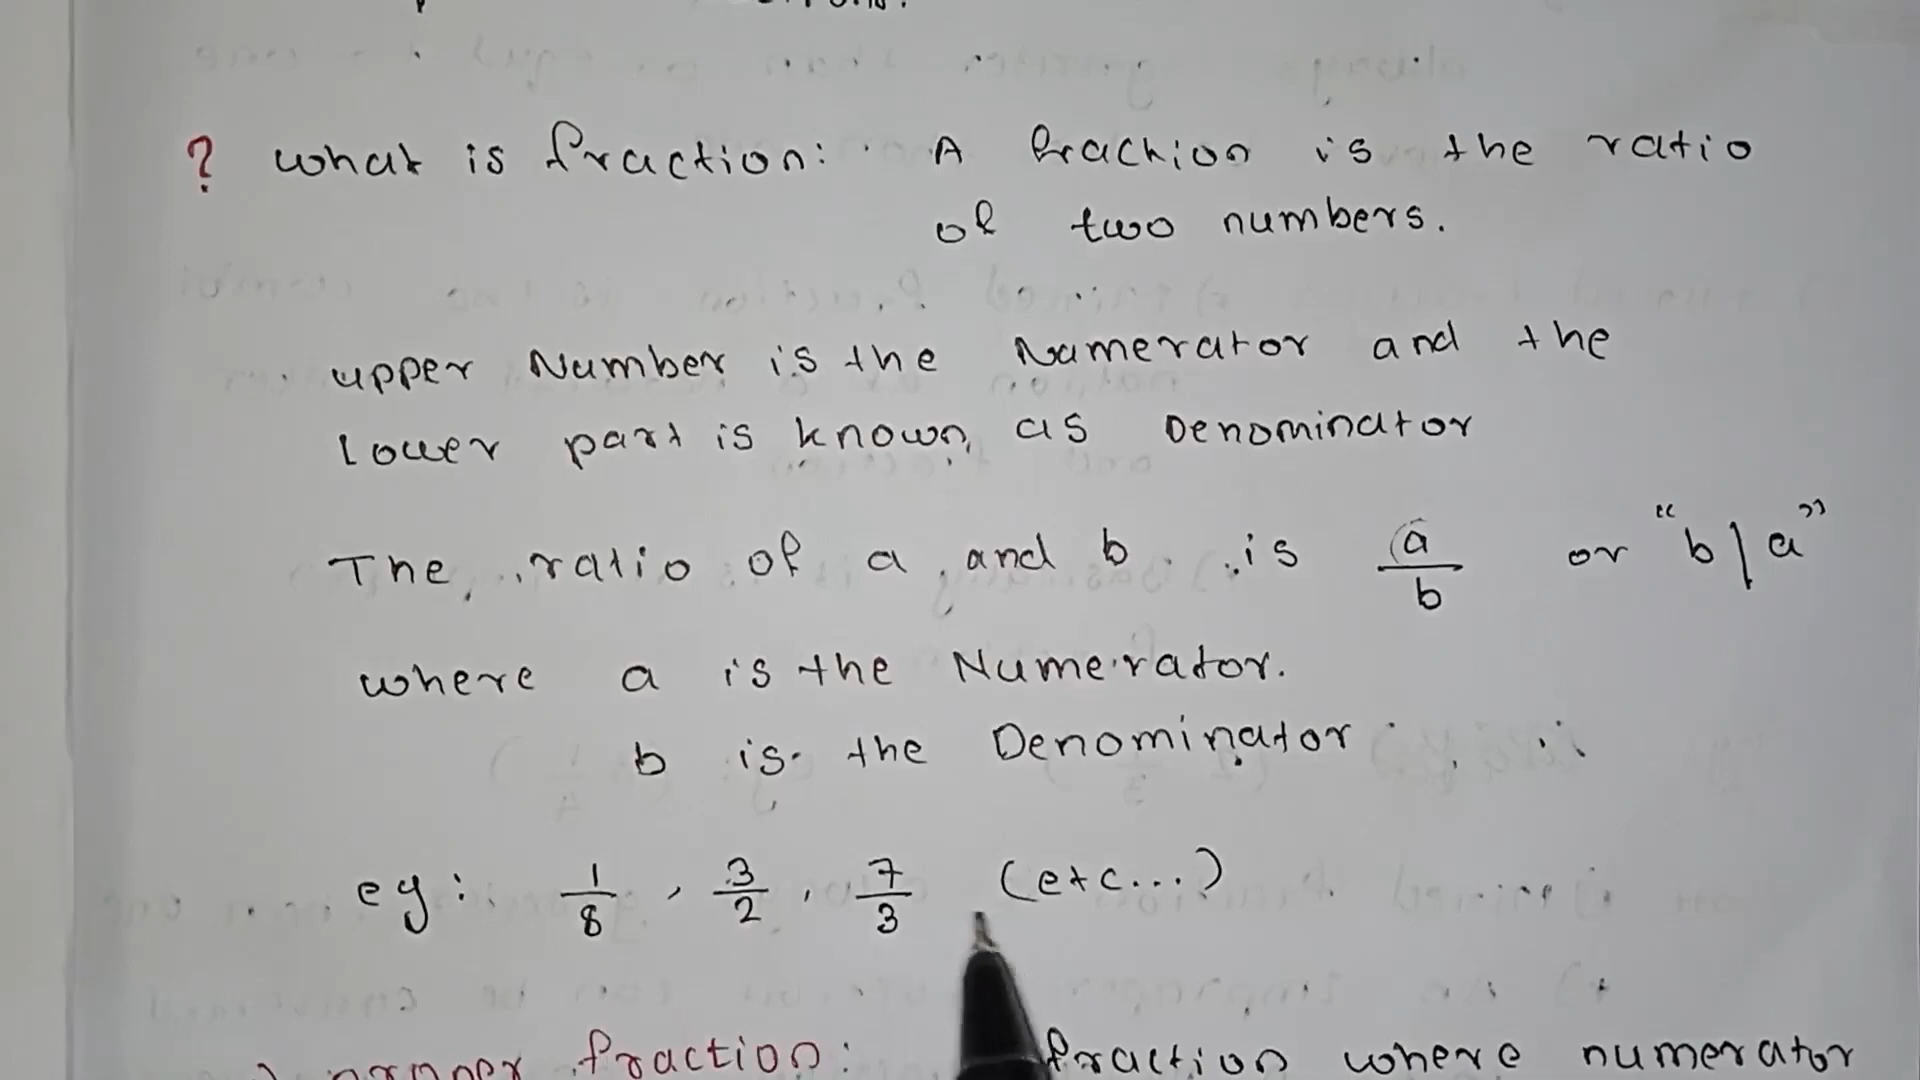 ? what is fraction: A fraction is the ratio
of two numbers.
upper Number is the Numerator and the
Lower part is known as Denominator
The ratio of a and b is a/b or "b|a"
where a is the Numerator.
b is the Denominator
eg: 1/8, 3/2, 7/3 (etc...)
proper fraction: fraction where numerator